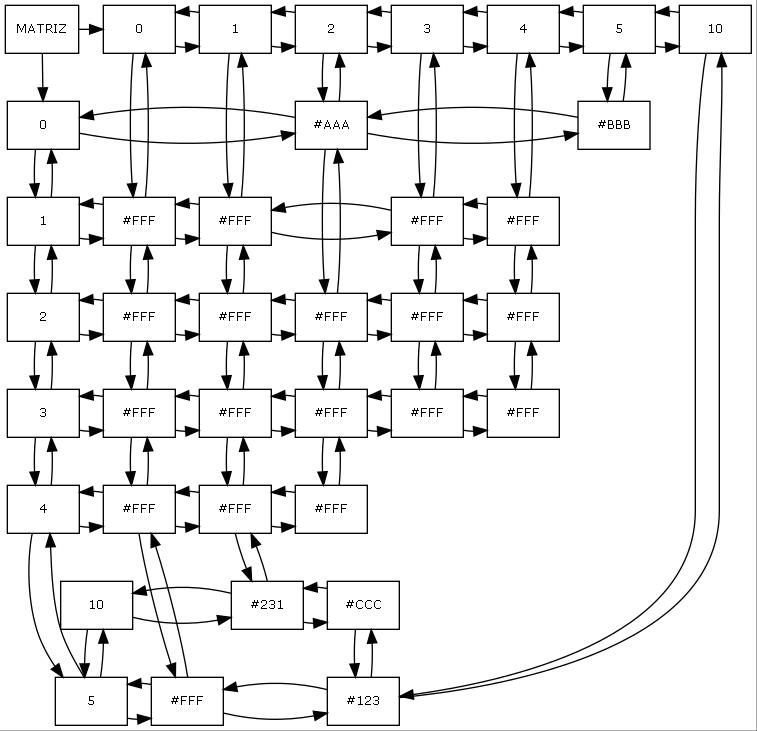 MATRIZ 0 1 2 3 4 5 10
0 #AAA #BBB
1 #FFF #FFF #FFF #FFF
2 #FFF #FFF #FFF #FFF #FFF
3 #FFF #FFF #FFF #FFF #FFF
4 #FFF #FFF #FFF
10 #231 #CCC
5 #FFF #123